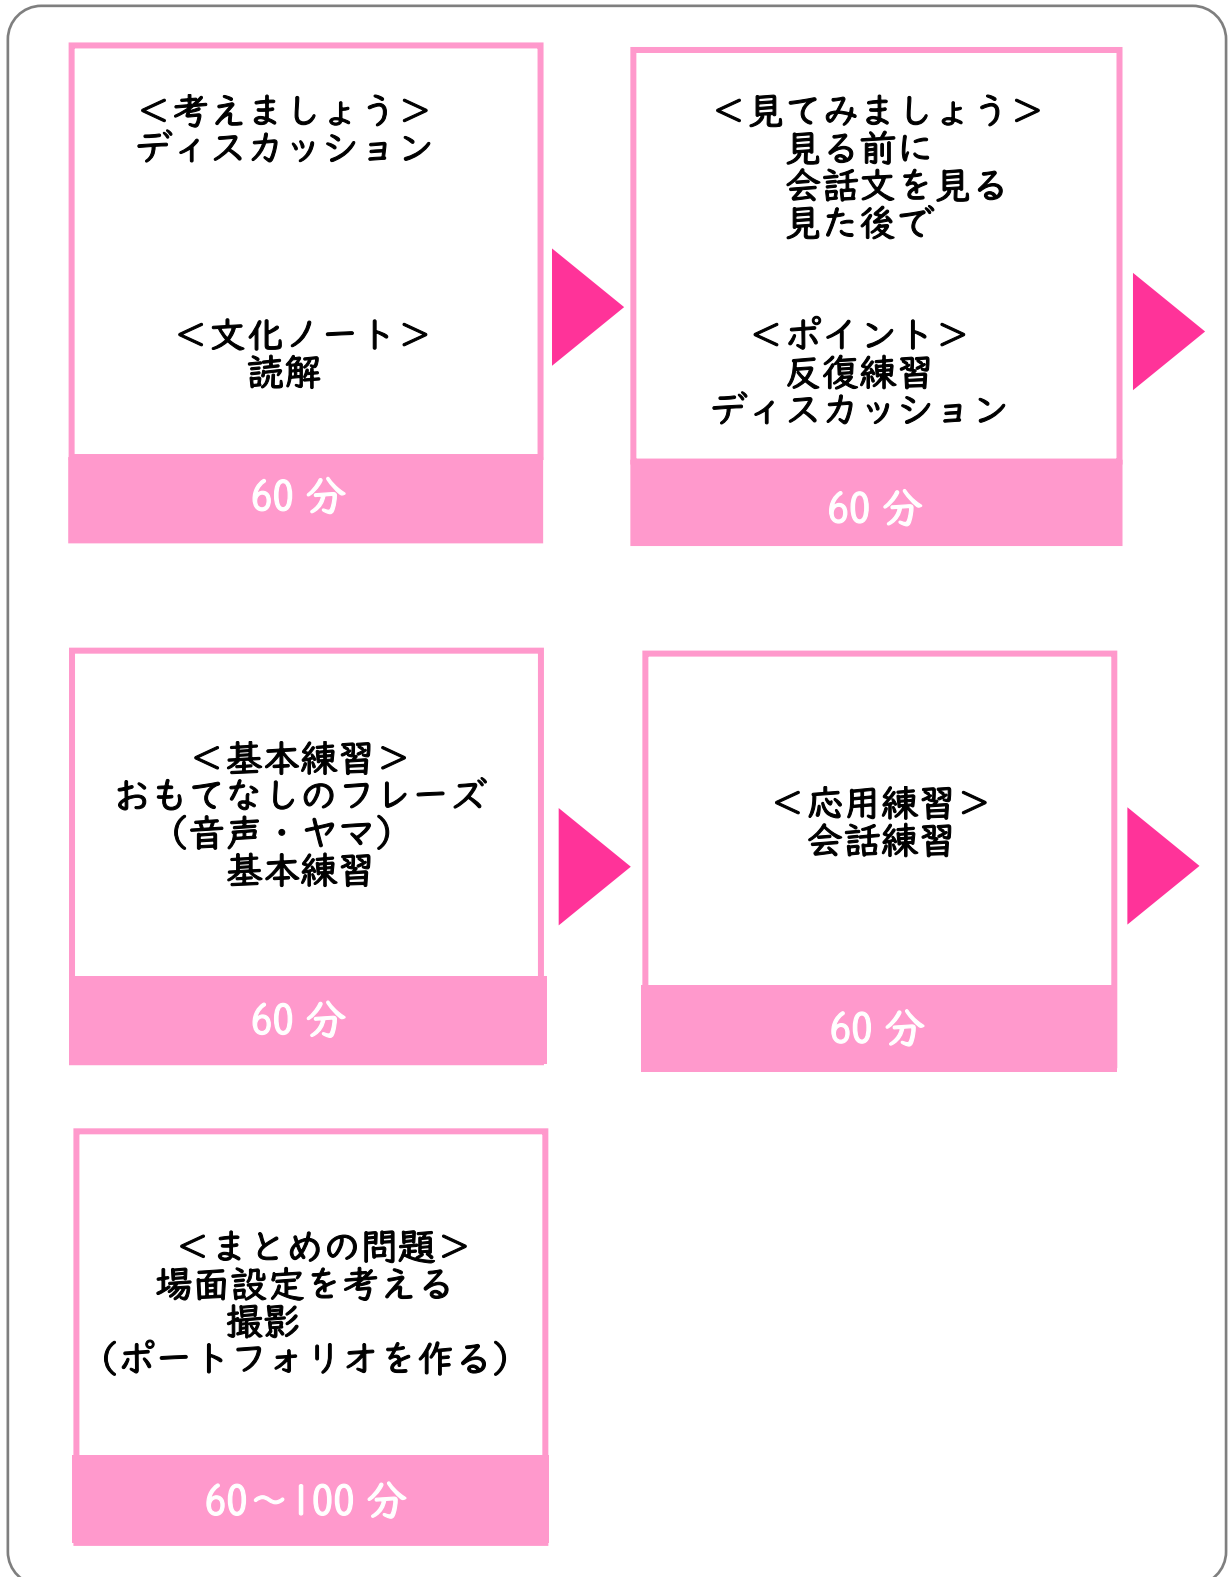 ＜考えましょう＞
ディスカッション
＜文化ノート＞
読解
60 分
＜見てみましょう＞
見る前に
会話文を見る
見た後で
＜ポイント＞
反復練習
ディスカッション
60 分
＜基本練習＞
おもてなしのフレーズ
（音声・ヤマ）
基本練習
60 分
＜応用練習＞
会話練習
60 分
＜まとめの問題＞
場面設定を考える
撮影
（ポートフォリオを作る）
60～100 分